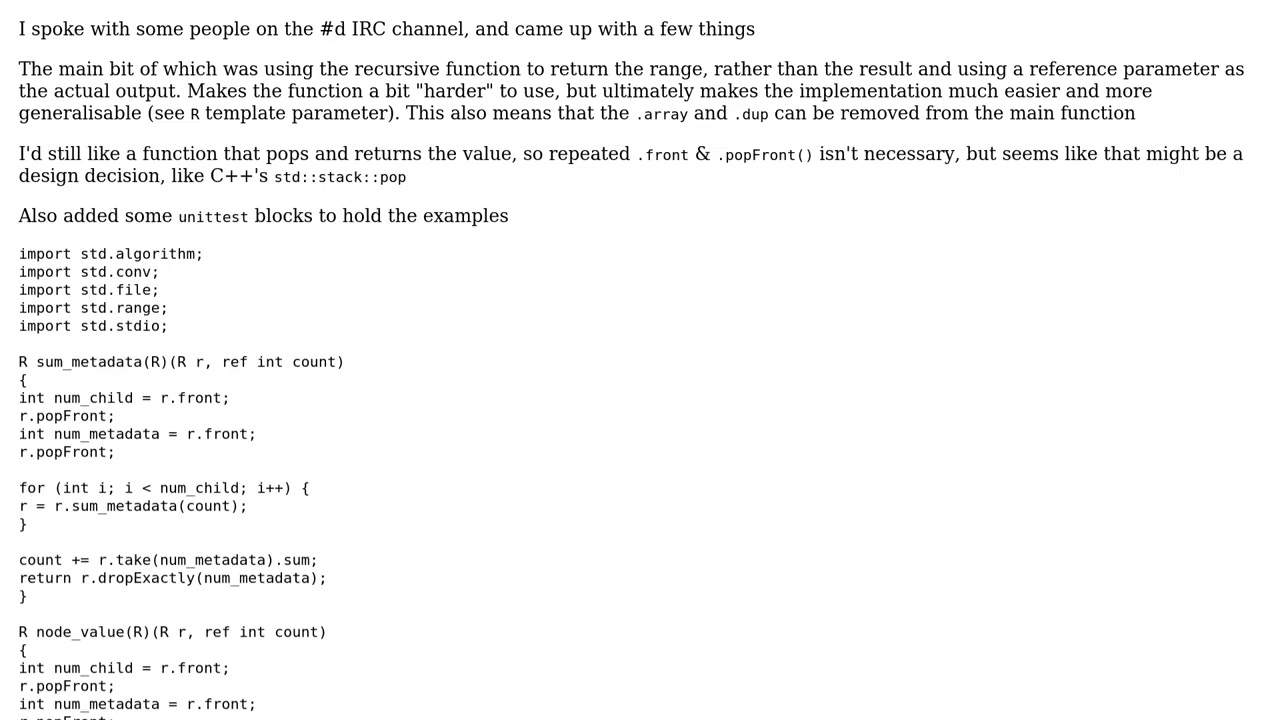 I spoke with some people on the #d IRC channel, and came up with a few things
The main bit of which was using the recursive function to return the range, rather than the result and using a reference parameter as
the actual output. Makes the function a bit "harder" to use, but ultimately makes the implementation much easier and more
generalisable (see R template parameter). This also means that the .array and .dup can be removed from the main function
I'd still like a function that pops and returns the value, so repeated .front & .popFront() isn't necessary, but seems like that might be a
design decision, like C++'s std::stack::pop
Also added some unittest blocks to hold the examples
import std.algorithm;
import std.conv;
import std.file;
import std.range;
import std.stdio;
R sum_metadata(R)(R r, ref int count)
{
int num_child = r.front;
r.popFront;
int num_metadata = r.front;
r.popFront;
for (int i; i < num_child; i++) {
r = r.sum_metadata(count);
}
count += r.take(num_metadata).sum;
return r.dropExactly(num_metadata);
}
R node_value(R)(R r, ref int count)
{
int num_child = r.front;
r.popFront;
int num_metadata = r.front;